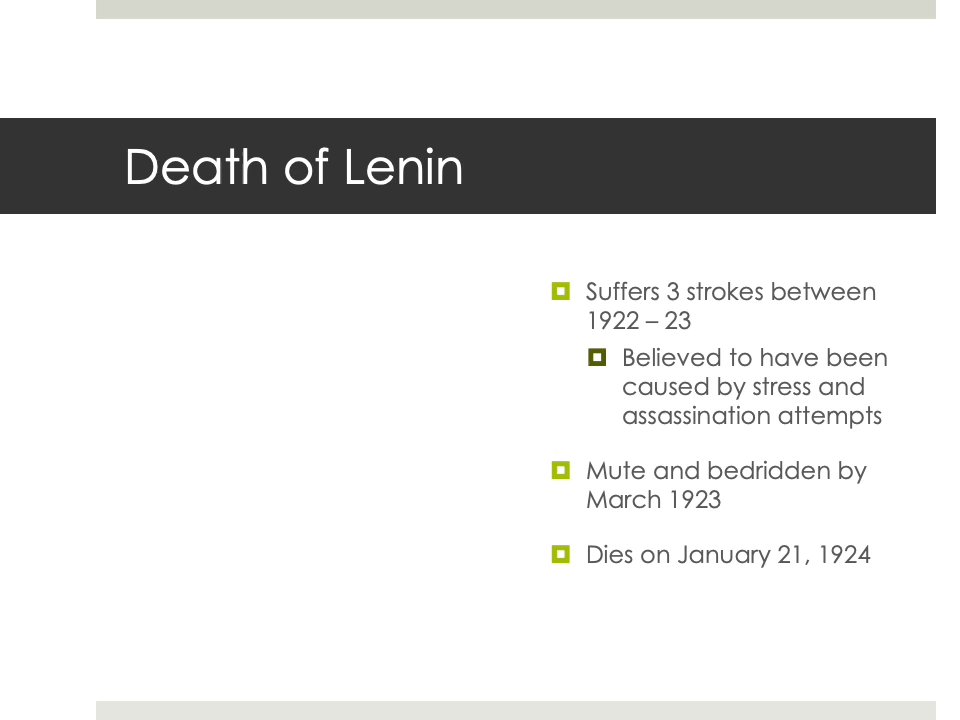 Death of Lenin
Suffers 3 strokes between
1922 – 23
Believed to have been
caused by stress and
assassination attempts
Mute and bedridden by
March 1923
Dies on January 21, 1924